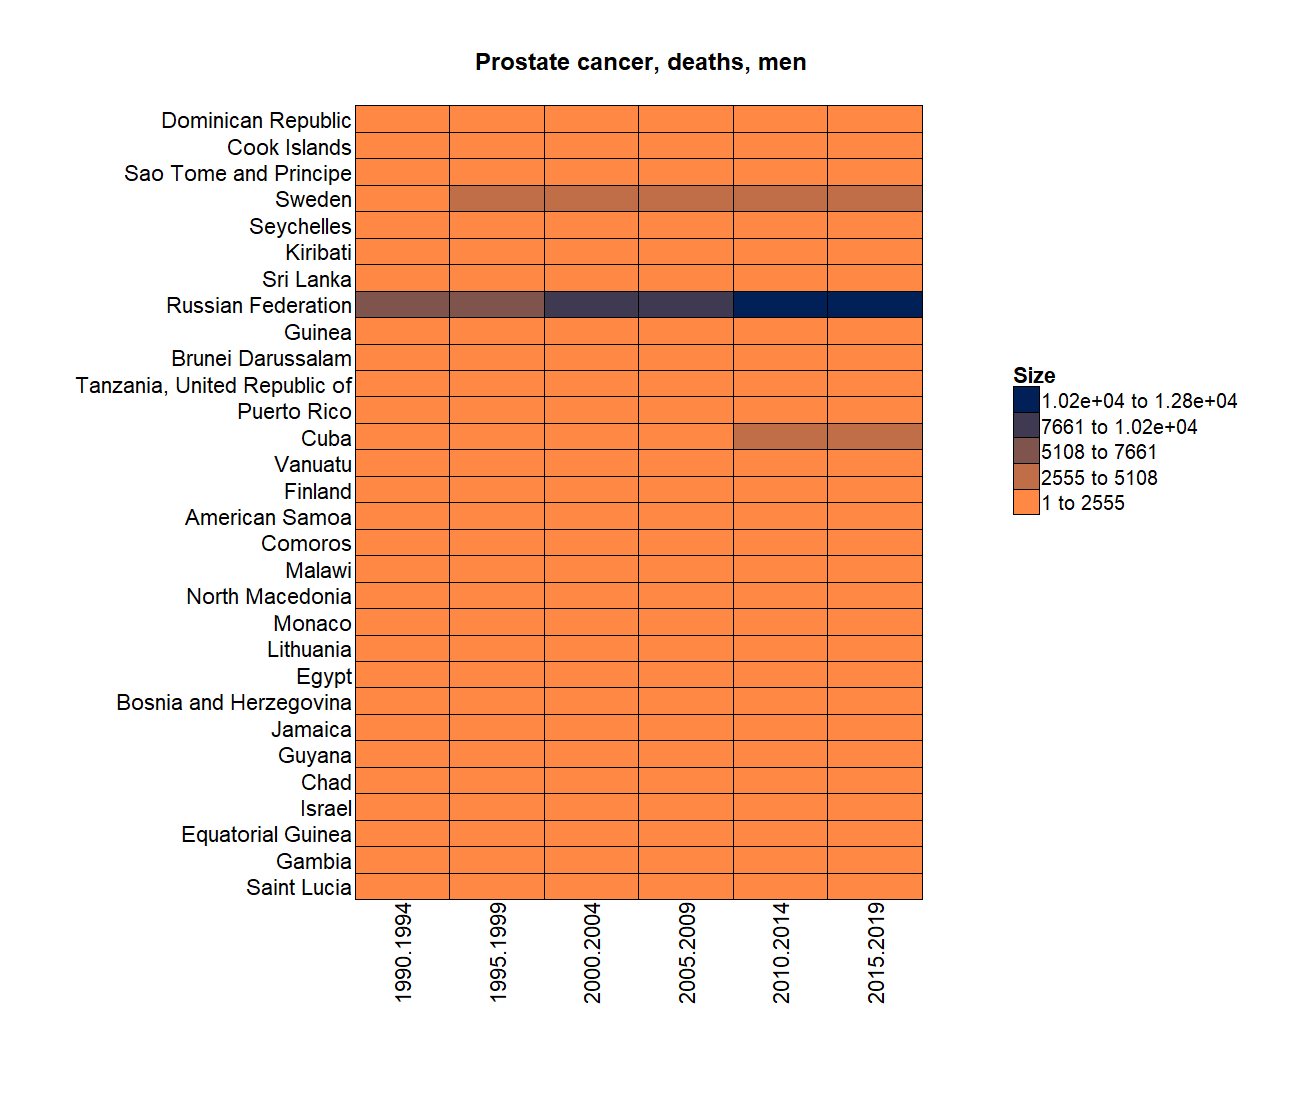 Prostate cancer, deaths, men
Dominican Republic
Cook Islands
Sao Tome and Principe
Sweden
Seychelles
Kiribati
Sri Lanka
Russian Federation
Guinea
Brunei Darussalam
Tanzania, United Republic of
Puerto Rico
Cuba
Vanuatu
Finland
American Samoa
Comoros
Malawi
North Macedonia
Monaco
Lithuania
Egypt
Bosnia and Herzegovina
Jamaica
Guyana
Chad
Israel
Equatorial Guinea
Gambia
Saint Lucia
1990.1994
1995.1999
2000.2004
2005.2009
2010.2014
2015.2019
Size
1.02e+04 to 1.28e+04
7661 to 1.02e+04
5108 to 7661
2555 to 5108
1 to 2555